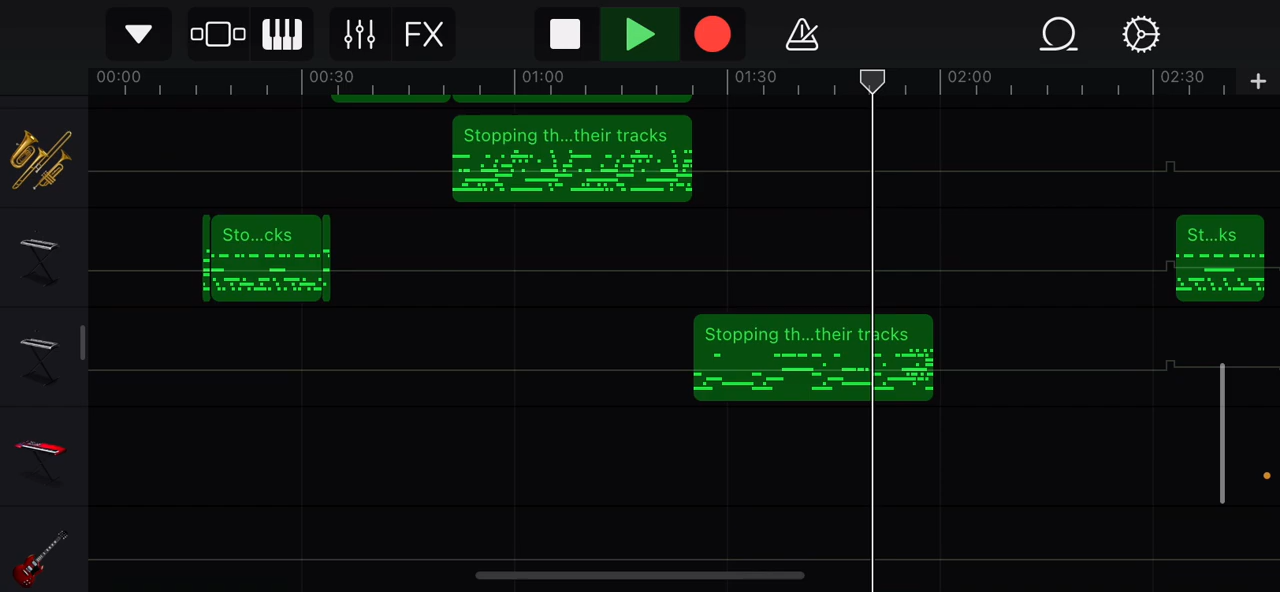 FX
00:00 00:30 01:00 01:30 02:00 02:30 +
Stopping th...their tracks
Sto...cks
St...ks
Stopping th...their tracks